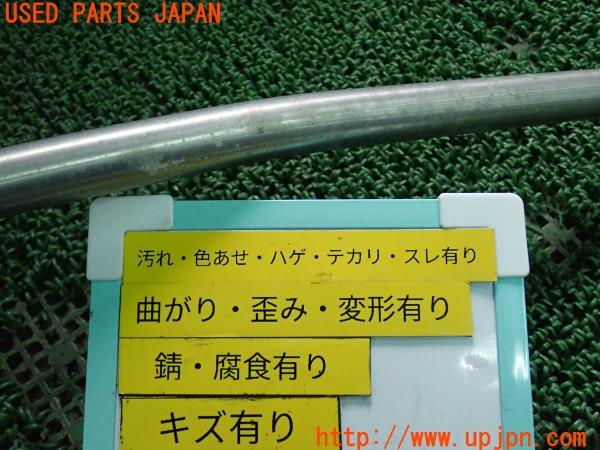 USED PARTS JAPAN
汚れ・色あせ・ハゲ・テカリ・スレ有り
曲がり・歪み・変形有り
錆・腐食有り
キズ有り
http://www.upjpn.com